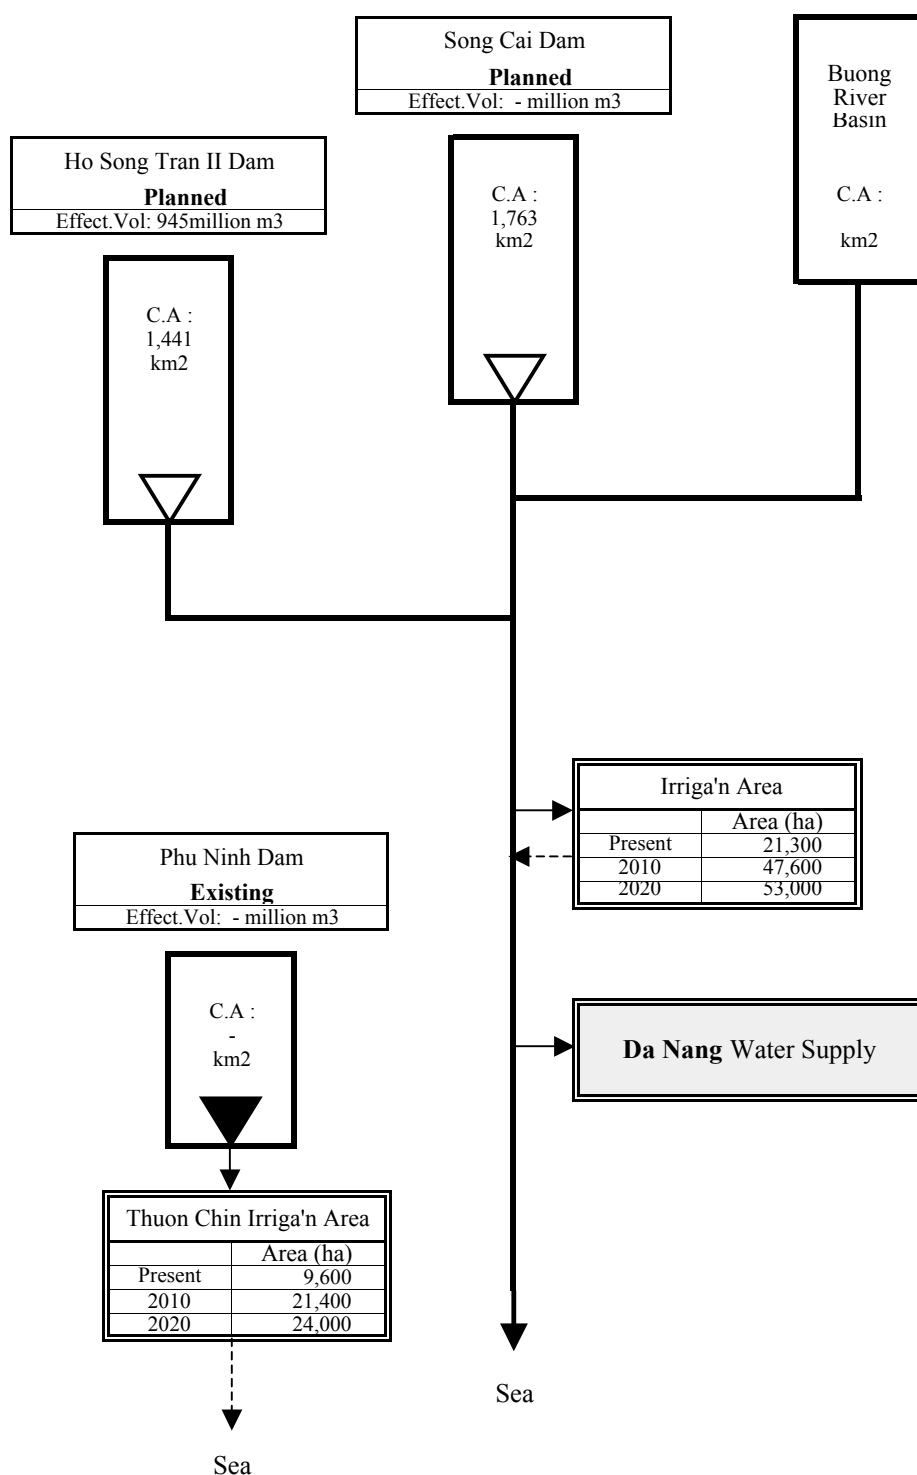 Song Cai Dam
Planned
Effect.Vol:  - million m3
Buong
River
Basin
C.A :
km2
Ho Song Tran II Dam
Planned
Effect.Vol: 945million m3
C.A :
1,763
km2
C.A :
1,441
km2
Irriga'n Area
Area (ha)
Present 21,300
2010 47,600
2020 53,000
Phu Ninh Dam
Existing
Effect.Vol:  - million m3
C.A :
-
km2
Da Nang Water Supply
Thuon Chin Irriga'n Area
Area (ha)
Present 9,600
2010 21,400
2020 24,000
Sea
Sea